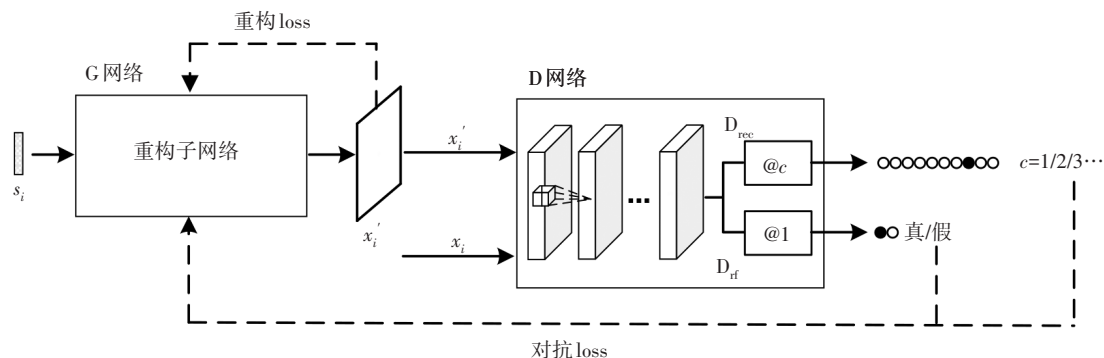 重构loss
G网络
重构子网络
s_i
x_i'
x_i'
x_i
D网络
D_rec
@c
c=1/2/3…
@1
D_rf
真/假
...
对抗loss